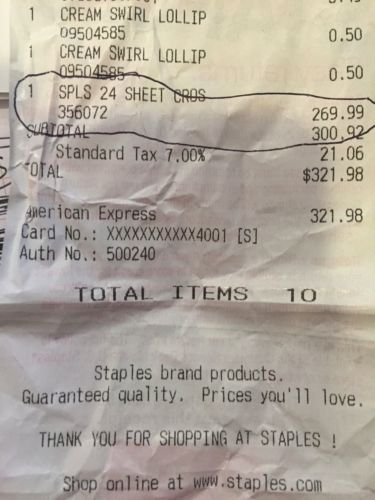 1 CREAM SWIRL LOLLIP
09504585 0.50
1 CREAM SWIRL LOLLIP
09504585 0.50
1 SPLS 24 SHEET CROS
356072 269.99
SUBTOTAL 300.92
Standard Tax 7.00% 21.06
TOTAL $321.98
American Express 321.98
Card No.: XXXXXXXXXXX4001 [S]
Auth No.: 500240
TOTAL ITEMS 10
Staples brand products.
Guaranteed quality. Prices you'll love.
THANK YOU FOR SHOPPING AT STAPLES !
Shop online at www.staples.com